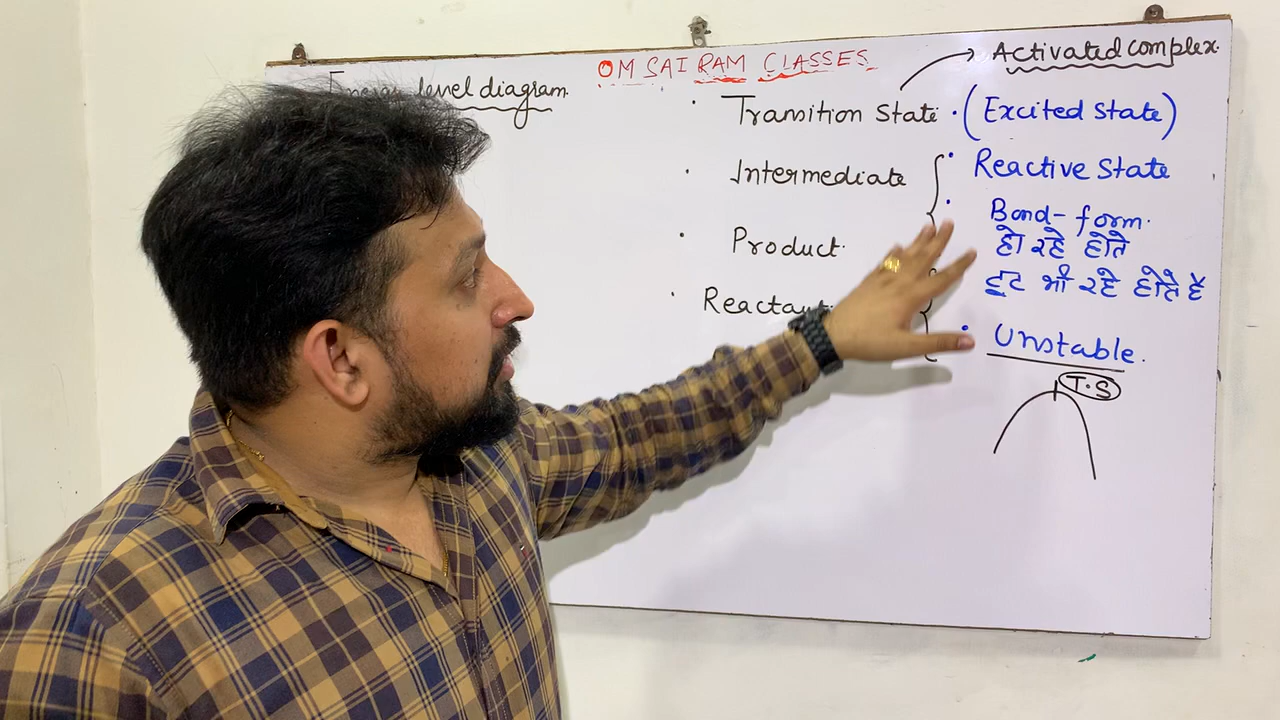 OM SAI RAM CLASSES
Energy level diagram
Activated complex.
Transition State · (Excited State)
Intermediate
Reactive State
Product
Bond-form.
हो रहे होते
टूट भी रहे होते हैं
Unstable.
T.S